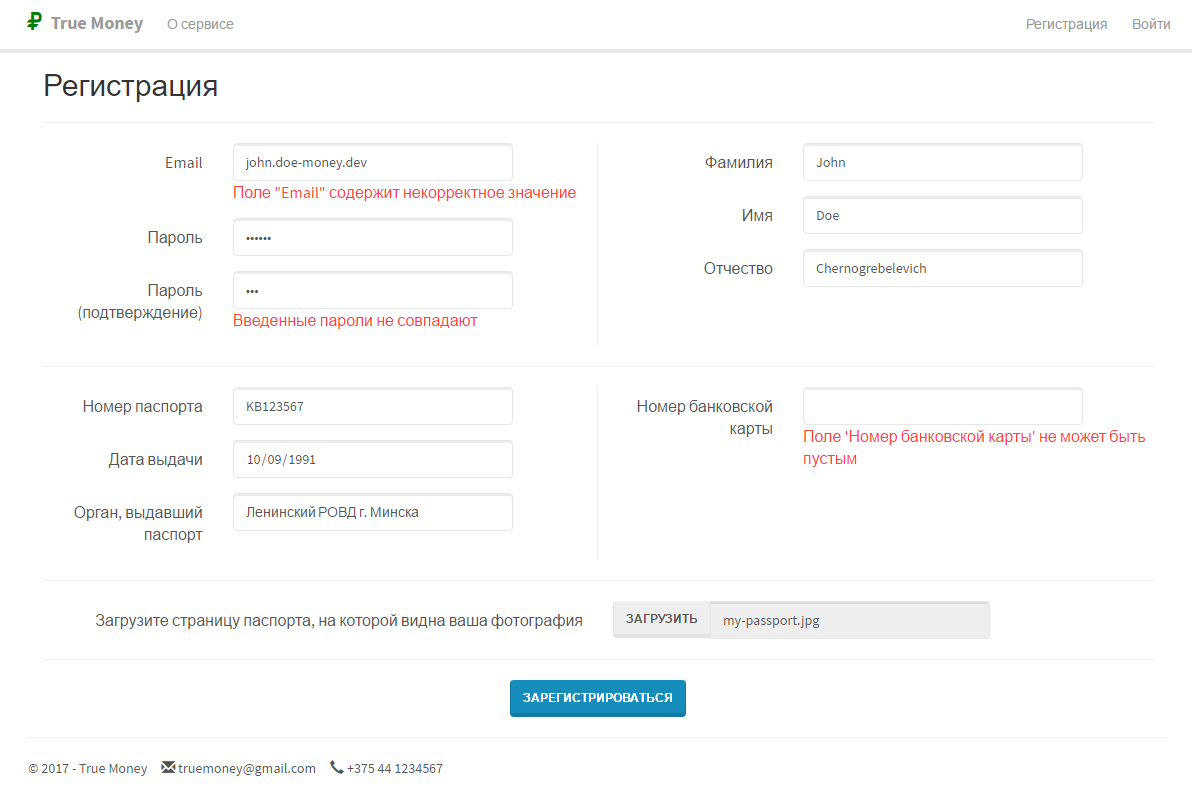 ₽ True Money О сервисе Регистрация Войти
Регистрация
Email john.doe-money.dev
Поле "Email" содержит некорректное значение
Пароль ••••••
Пароль
(подтверждение) •••
Введенные пароли не совпадают
Фамилия John
Имя Doe
Отчество Chernogrebelevich
Номер паспорта KB123567
Дата выдачи 10/09/1991
Орган, выдавший
паспорт
Ленинский РОВД г. Минска
Номер банковской
карты
Поле 'Номер банковской карты' не может быть
пустым
Загрузите страницу паспорта, на которой видна ваша фотография ЗАГРУЗИТЬ my-passport.jpg
ЗАРЕГИСТРИРОВАТЬСЯ
© 2017 - True Money truemoney@gmail.com +375 44 1234567